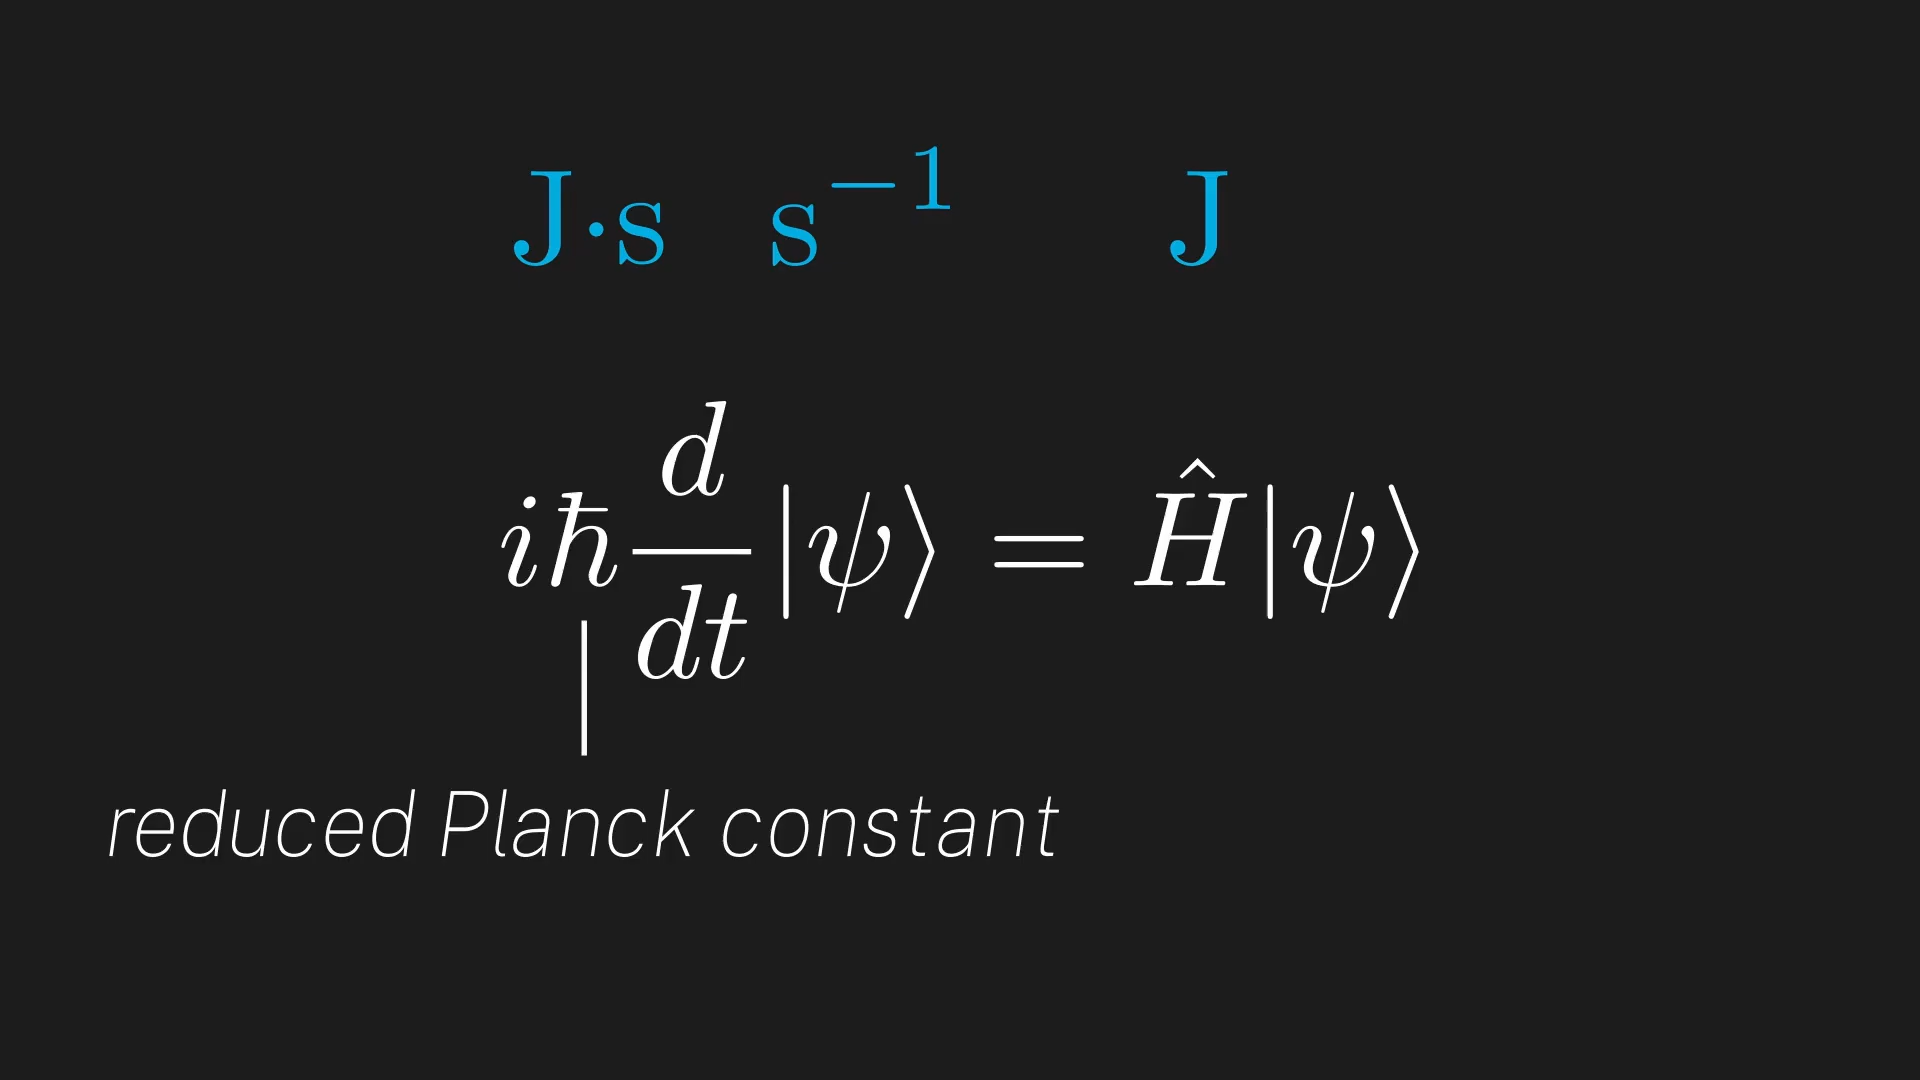 J·s s⁻¹ J
iħ d/dt |ψ⟩ = Ĥ|ψ⟩
reduced Planck constant